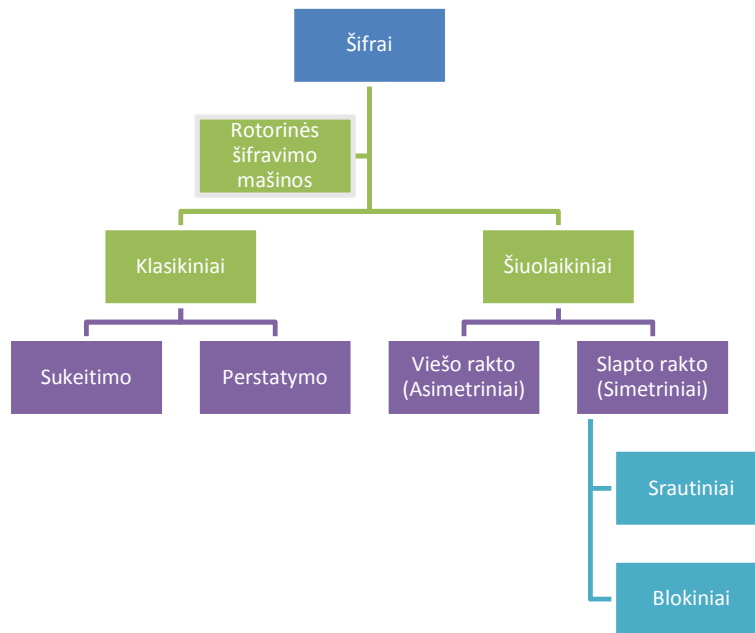 Šifrai
Rotorinės
šifravimo
mašinos
Klasikiniai
Šiuolaikiniai
Sukeitimo
Perstatymo
Viešo rakto
(Asimetriniai)
Slapto rakto
(Simetriniai)
Srautiniai
Blokiniai